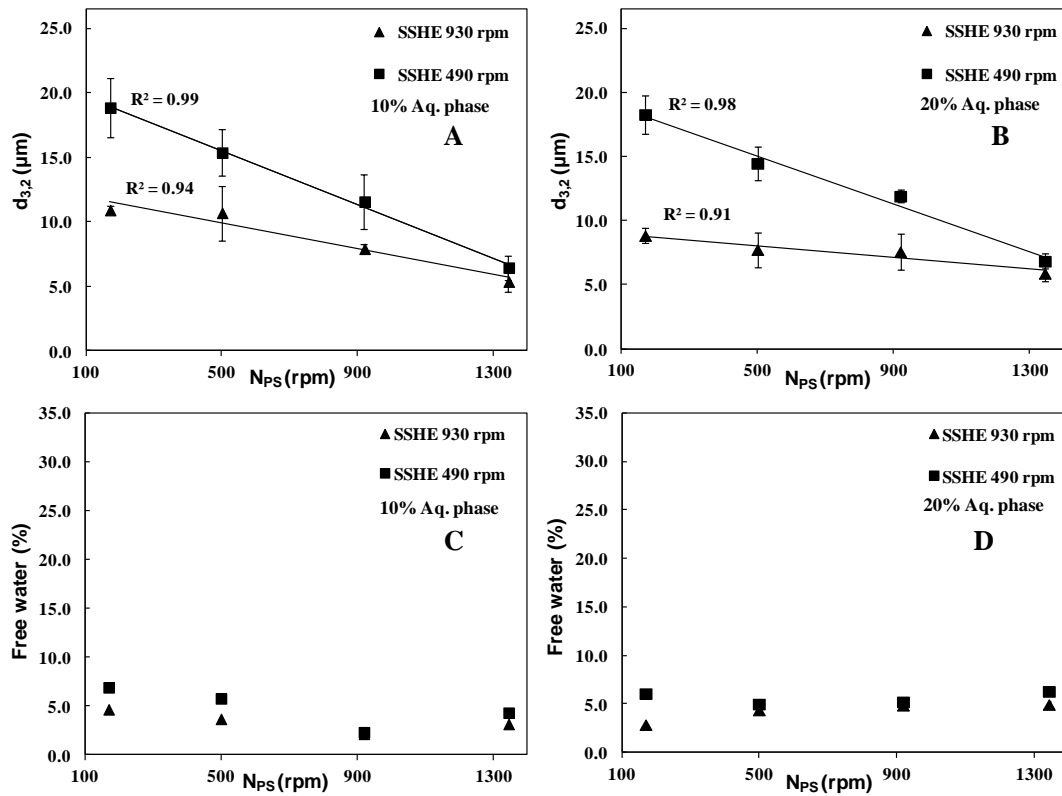 25.0
20.0
15.0
10.0
5.0
0.0
d3,2 (μm)
SSHE 930 rpm
SSHE 490 rpm
10% Aq. phase
A
R² = 0.99
R² = 0.94
100 500 900 1300
NPS (rpm)
25.0
20.0
15.0
10.0
5.0
0.0
d3,2 (μm)
SSHE 930 rpm
SSHE 490 rpm
20% Aq. phase
B
R² = 0.98
R² = 0.91
100 500 900 1300
NPS (rpm)
35.0
30.0
25.0
20.0
15.0
10.0
5.0
0.0
Free water (%)
SSHE 930 rpm
SSHE 490 rpm
10% Aq. phase
C
100 500 900 1300
NPS (rpm)
35.0
30.0
25.0
20.0
15.0
10.0
5.0
0.0
Free water (%)
SSHE 930 rpm
SSHE 490 rpm
20% Aq. phase
D
100 500 900 1300
NPS (rpm)